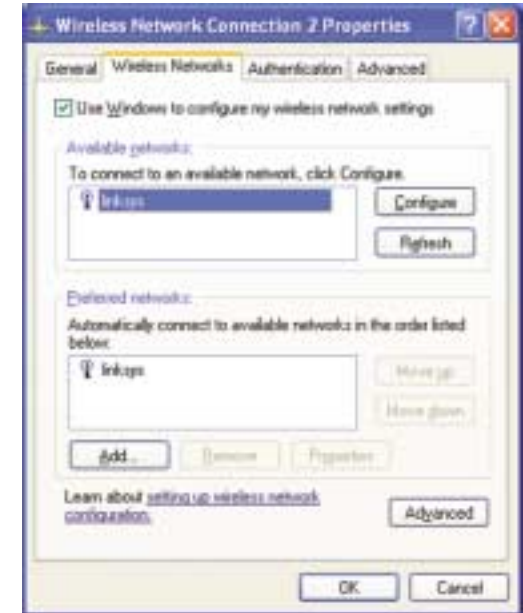 Wireless Network Connection 2 Properties
General Wireless Networks Authentication Advanced
Use Windows to configure my wireless network settings
Available networks:
To connect to an available network, click Configure.
linksys
Configure
Refresh
Preferred networks:
Automatically connect to available networks in the order listed
below:
linksys
Move up
Move down
Add... Remove Properties
Learn about setting up wireless network
configuration.
Advanced
OK Cancel